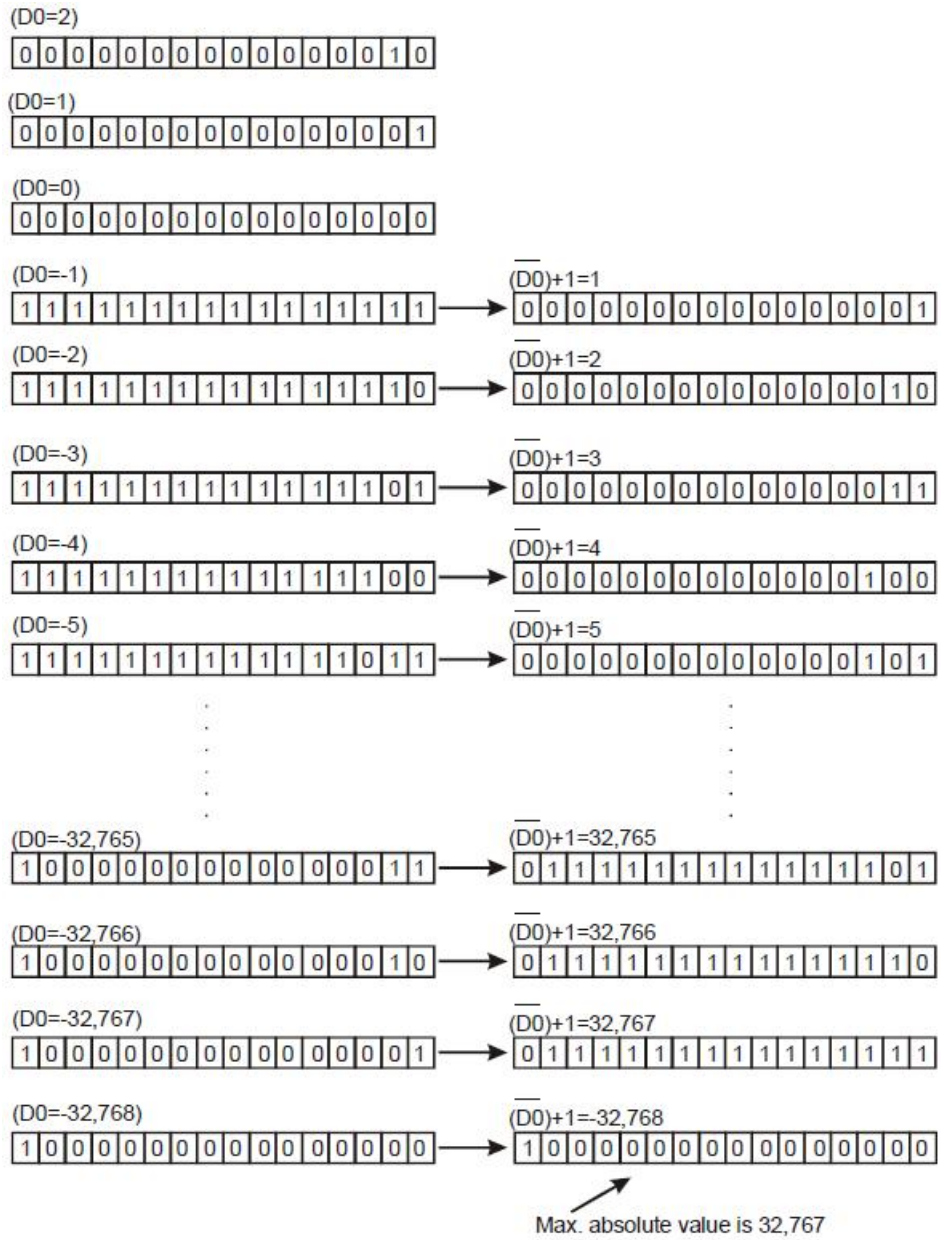 (D0=2)
0 0 0 0 0 0 0 0 0 0 0 0 0 0 1 0
(D0=1)
0 0 0 0 0 0 0 0 0 0 0 0 0 0 0 1
(D0=0)
0 0 0 0 0 0 0 0 0 0 0 0 0 0 0 0
(D0=-1)
1 1 1 1 1 1 1 1 1 1 1 1 1 1 1 1
(D̅0̅)+1=1
0 0 0 0 0 0 0 0 0 0 0 0 0 0 0 1
(D0=-2)
1 1 1 1 1 1 1 1 1 1 1 1 1 1 1 0
(D̅0̅)+1=2
0 0 0 0 0 0 0 0 0 0 0 0 0 0 1 0
(D0=-3)
1 1 1 1 1 1 1 1 1 1 1 1 1 1 0 1
(D̅0̅)+1=3
0 0 0 0 0 0 0 0 0 0 0 0 0 0 1 1
(D0=-4)
1 1 1 1 1 1 1 1 1 1 1 1 1 1 0 0
(D̅0̅)+1=4
0 0 0 0 0 0 0 0 0 0 0 0 0 1 0 0
(D0=-5)
1 1 1 1 1 1 1 1 1 1 1 1 1 0 1 1
(D̅0̅)+1=5
0 0 0 0 0 0 0 0 0 0 0 0 0 1 0 1
(D0=-32,765)
1 0 0 0 0 0 0 0 0 0 0 0 0 0 1 1
(D̅0̅)+1=32,765
0 1 1 1 1 1 1 1 1 1 1 1 1 1 0 1
(D0=-32,766)
1 0 0 0 0 0 0 0 0 0 0 0 0 0 1 0
(D̅0̅)+1=32,766
0 1 1 1 1 1 1 1 1 1 1 1 1 1 1 0
(D0=-32,767)
1 0 0 0 0 0 0 0 0 0 0 0 0 0 0 1
(D̅0̅)+1=32,767
0 1 1 1 1 1 1 1 1 1 1 1 1 1 1 1
(D0=-32,768)
1 0 0 0 0 0 0 0 0 0 0 0 0 0 0 0
(D̅0̅)+1=-32,768
1 0 0 0 0 0 0 0 0 0 0 0 0 0 0 0
Max. absolute value is 32,767